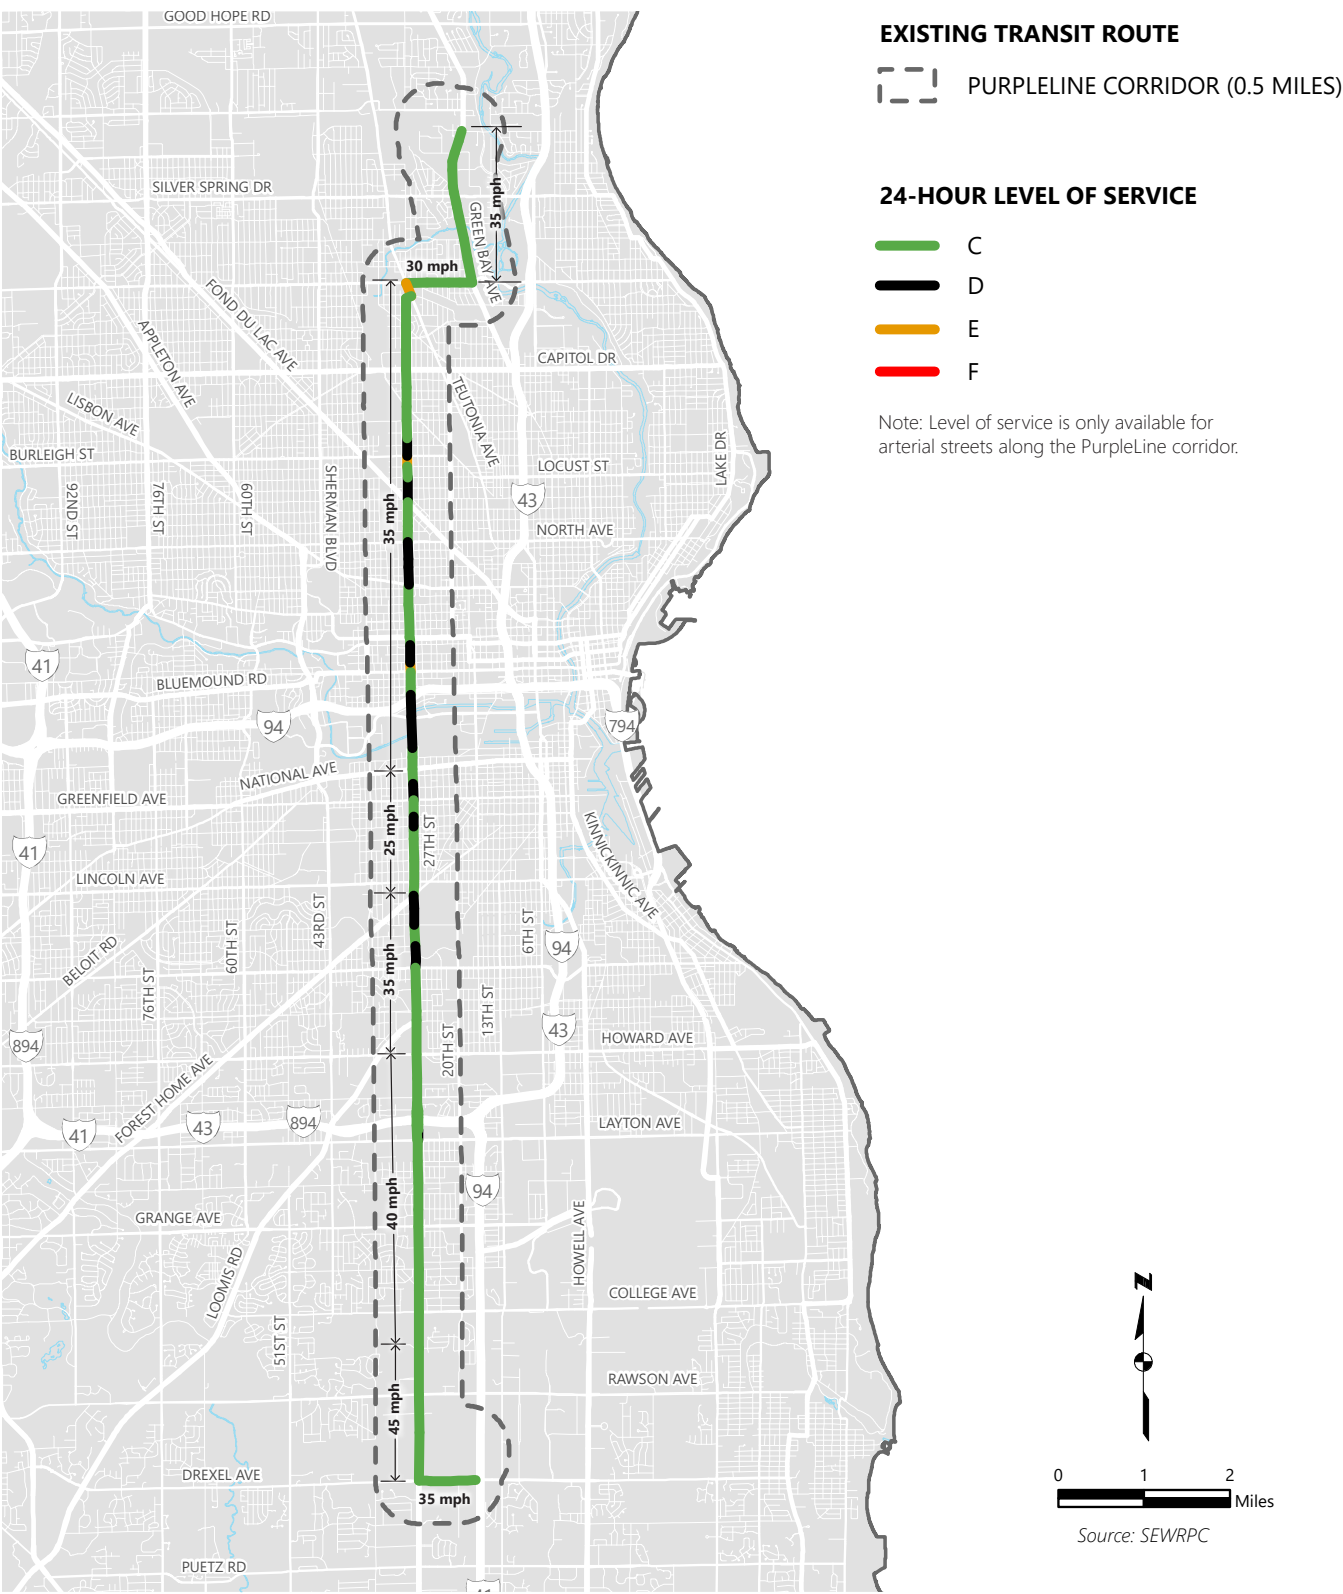 GOOD HOPE RD
EXISTING TRANSIT ROUTE
PURPLELINE CORRIDOR (0.5 MILES)
24-HOUR LEVEL OF SERVICE
C
D
E
F
Note: Level of service is only available for
arterial streets along the PurpleLine corridor.
SILVER SPRING DR
35 mph
GREEN BAY AVE
30 mph
FOND DU LAC AVE
APPLETON AVE
CAPITOL DR
LISBON AVE
TEUTONIA AVE
BURLEIGH ST
LOCUST ST
LAKE DR
92ND ST
76TH ST
60TH ST
SHERMAN BLVD
43
35 mph
NORTH AVE
41
BLUEMOUND RD
94
794
NATIONAL AVE
GREENFIELD AVE
25 mph
27TH ST
KINNICKINNIC AVE
41
LINCOLN AVE
43RD ST
60TH ST
6TH ST
94
BELOIT RD
35 mph
76TH ST
13TH ST
43
894
20TH ST
HOWARD AVE
FOREST HOME AVE
41
43
894
LAYTON AVE
94
40 mph
GRANGE AVE
HOWELL AVE
LOOMIS RD
COLLEGE AVE
51ST ST
RAWSON AVE
45 mph
DREXEL AVE
35 mph
PUETZ RD
N
0 1 2
Miles
Source: SEWRPC